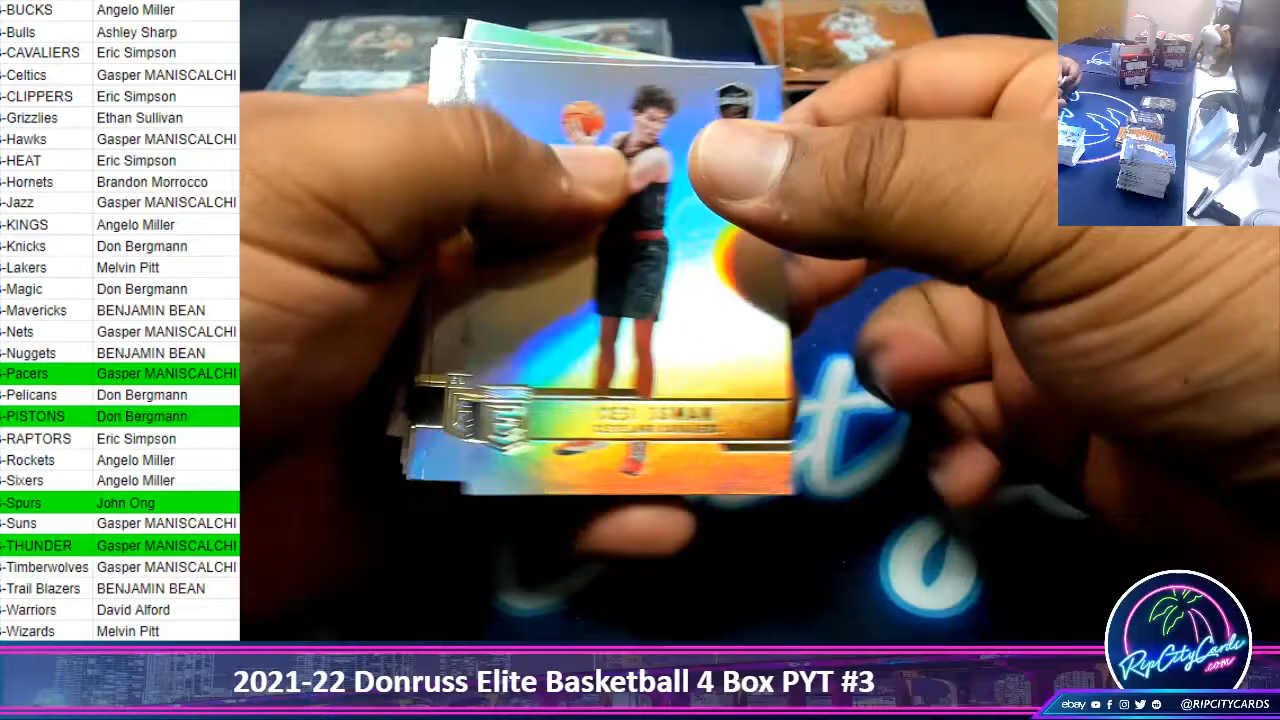 -BUCKS Angelo Miller
-Bulls Ashley Sharp
-CAVALIERS Eric Simpson
-Celtics Gasper MANISCALCHI
-CLIPPERS Eric Simpson
-Grizzlies Ethan Sullivan
-Hawks Gasper MANISCALCHI
-HEAT Eric Simpson
-Hornets Brandon Morrocco
-Jazz Gasper MANISCALCHI
-KINGS Angelo Miller
-Knicks Don Bergmann
-Lakers Melvin Pitt
-Magic Don Bergmann
-Mavericks BENJAMIN BEAN
-Nets Gasper MANISCALCHI
-Nuggets BENJAMIN BEAN
-Pacers Gasper MANISCALCHI
-Pelicans Don Bergmann
-PISTONS Don Bergmann
-RAPTORS Eric Simpson
-Rockets Angelo Miller
-Sixers Angelo Miller
-Spurs John Ong
-Suns Gasper MANISCALCHI
-THUNDER Gasper MANISCALCHI
-Timberwolves Gasper MANISCALCHI
-Trail Blazers BENJAMIN BEAN
-Warriors David Alford
-Wizards Melvin Pitt
CEDI OSMAN
RipCityCards
.com
2021-22 Donruss Elite Basketball 4 Box PYT #3
ebay @RIPCITYCARDS